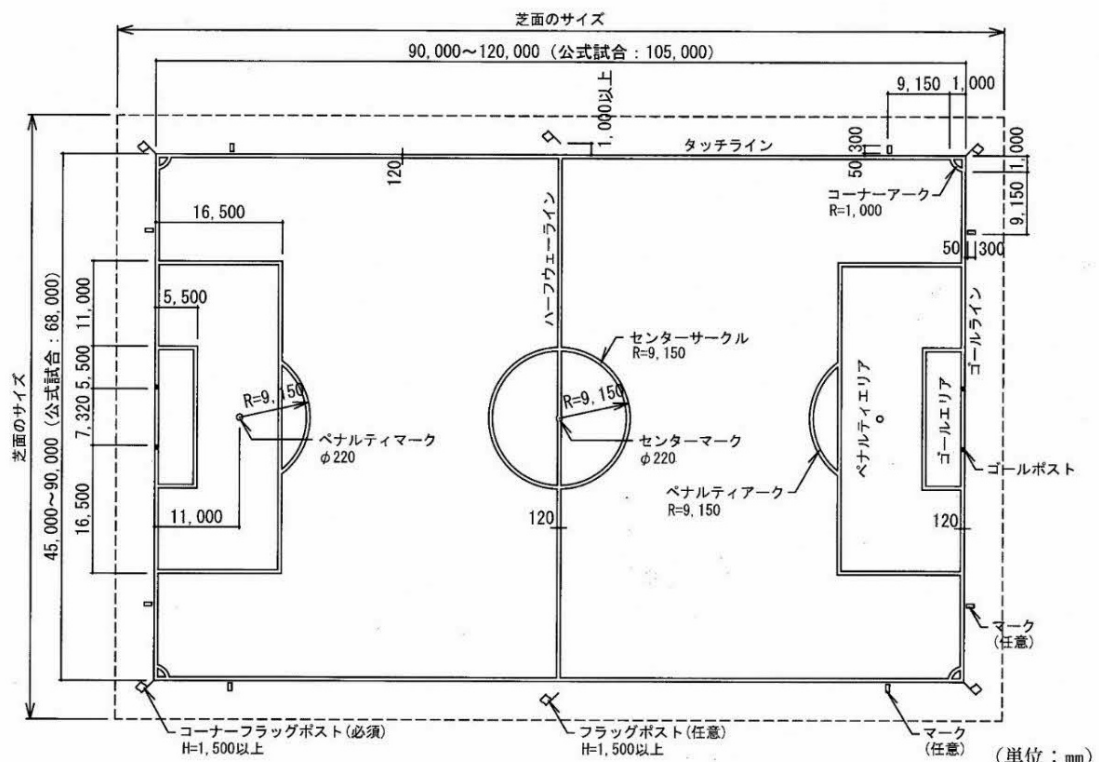 芝面のサイズ
90,000～120,000 (公式試合：105,000)
9,150
1,000
1,000以上
タッチライン
50
300
120
1,000
9,150
コーナーアーク
R=1,000
16,500
50
300
ハーフウェーライン
芝面のサイズ
45,000～90,000 (公式試合：68,000)
11,000
5,500
7,320
16,500
5,500
センターサークル
R=9,150
ゴールライン
R=9,150
R=9,150
ペナルティエリア
ゴールエリア
ペナルティマーク
φ220
センターマーク
φ220
ゴールポスト
ペナルティアーク
R=9,150
11,000
120
120
マーク
(任意)
コーナーフラッグポスト(必須)
H=1,500以上
フラッグポスト(任意)
H=1,500以上
マーク
(任意)
(単位：mm)